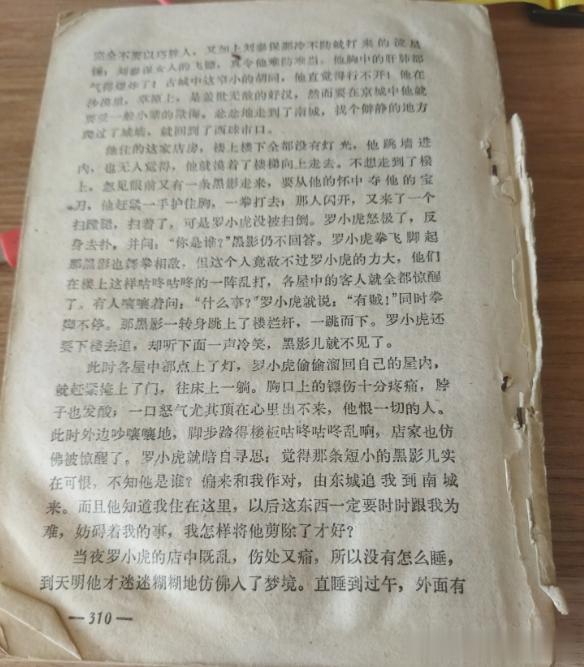 完全不要以巧胜人，又加上刘泰保那冷不防就打来的流星
锤，刘泰保女人的飞镖，真令他难防难当。他胸中的肝肺都
气得爆炸了！古城中这窄小的胡同，他直觉得行不开！他在
沙漠里，草原上，是盖世无敌的好汉，然而要在京城中他就
要受一般小辈的欺侮。忿忿地走到了南城，找个僻静的地方
爬过了城墙，就回到了西珠市口。
他住的这家店房，楼上楼下全都没有灯光，他跳墙进
内，也无人觉得，他就摸着了楼梯向上走去。不想走到了楼
上，忽见眼前又有一条黑影走来，要从他的怀中夺他的宝
刀，他赶紧一手护住胸，一拳打去；那人闪开，又来了一个
扫蹚腿，扫着了，可是罗小虎没被扫倒。罗小虎怒极了，反
身去扑，并问：“你是谁？”黑影仍不回答。罗小虎拳飞脚起
那黑影也舞拳相敌，但这个人竟敌不过罗小虎的力大，他们
在楼上这样咕咚咕咚的一阵乱打，各屋中的客人就全都惊醒
了。有人嚷嚷着问：“什么事？”罗小虎就说：“有贼！”同时拳
脚不停。那黑影一转身跳上了楼拦杆，一跳而下。罗小虎还
要下楼去追，却听下面一声冷笑，黑影儿就不见了。
此时各屋中都点上了灯，罗小虎偷偷溜回自己的屋内，
就赶紧掩上了门，往床上一躺。胸口上的镖伤十分疼痛，脖
子也发酸；一口怒气尤其顶在心里出不来，他恨一切的人。
此时外边吵嚷嚷地，脚步踏得楼板咕咚咕咚乱响，店家也仿
佛被惊醒了。罗小虎就暗自寻思：觉得那条短小的黑影儿实
在可恨，不知他是谁？偏来和我作对，由东城追我到南城
来。而且他知道我住在这里，以后这东西一定要时时跟我为
难，妨碍着我的事，我怎样将他剪除了才好？
当夜罗小虎的店中既乱，伤处又痛，所以没有怎么睡，
到天明他才迷迷糊糊地仿佛入了梦境。直睡到过午，外面有
—310—